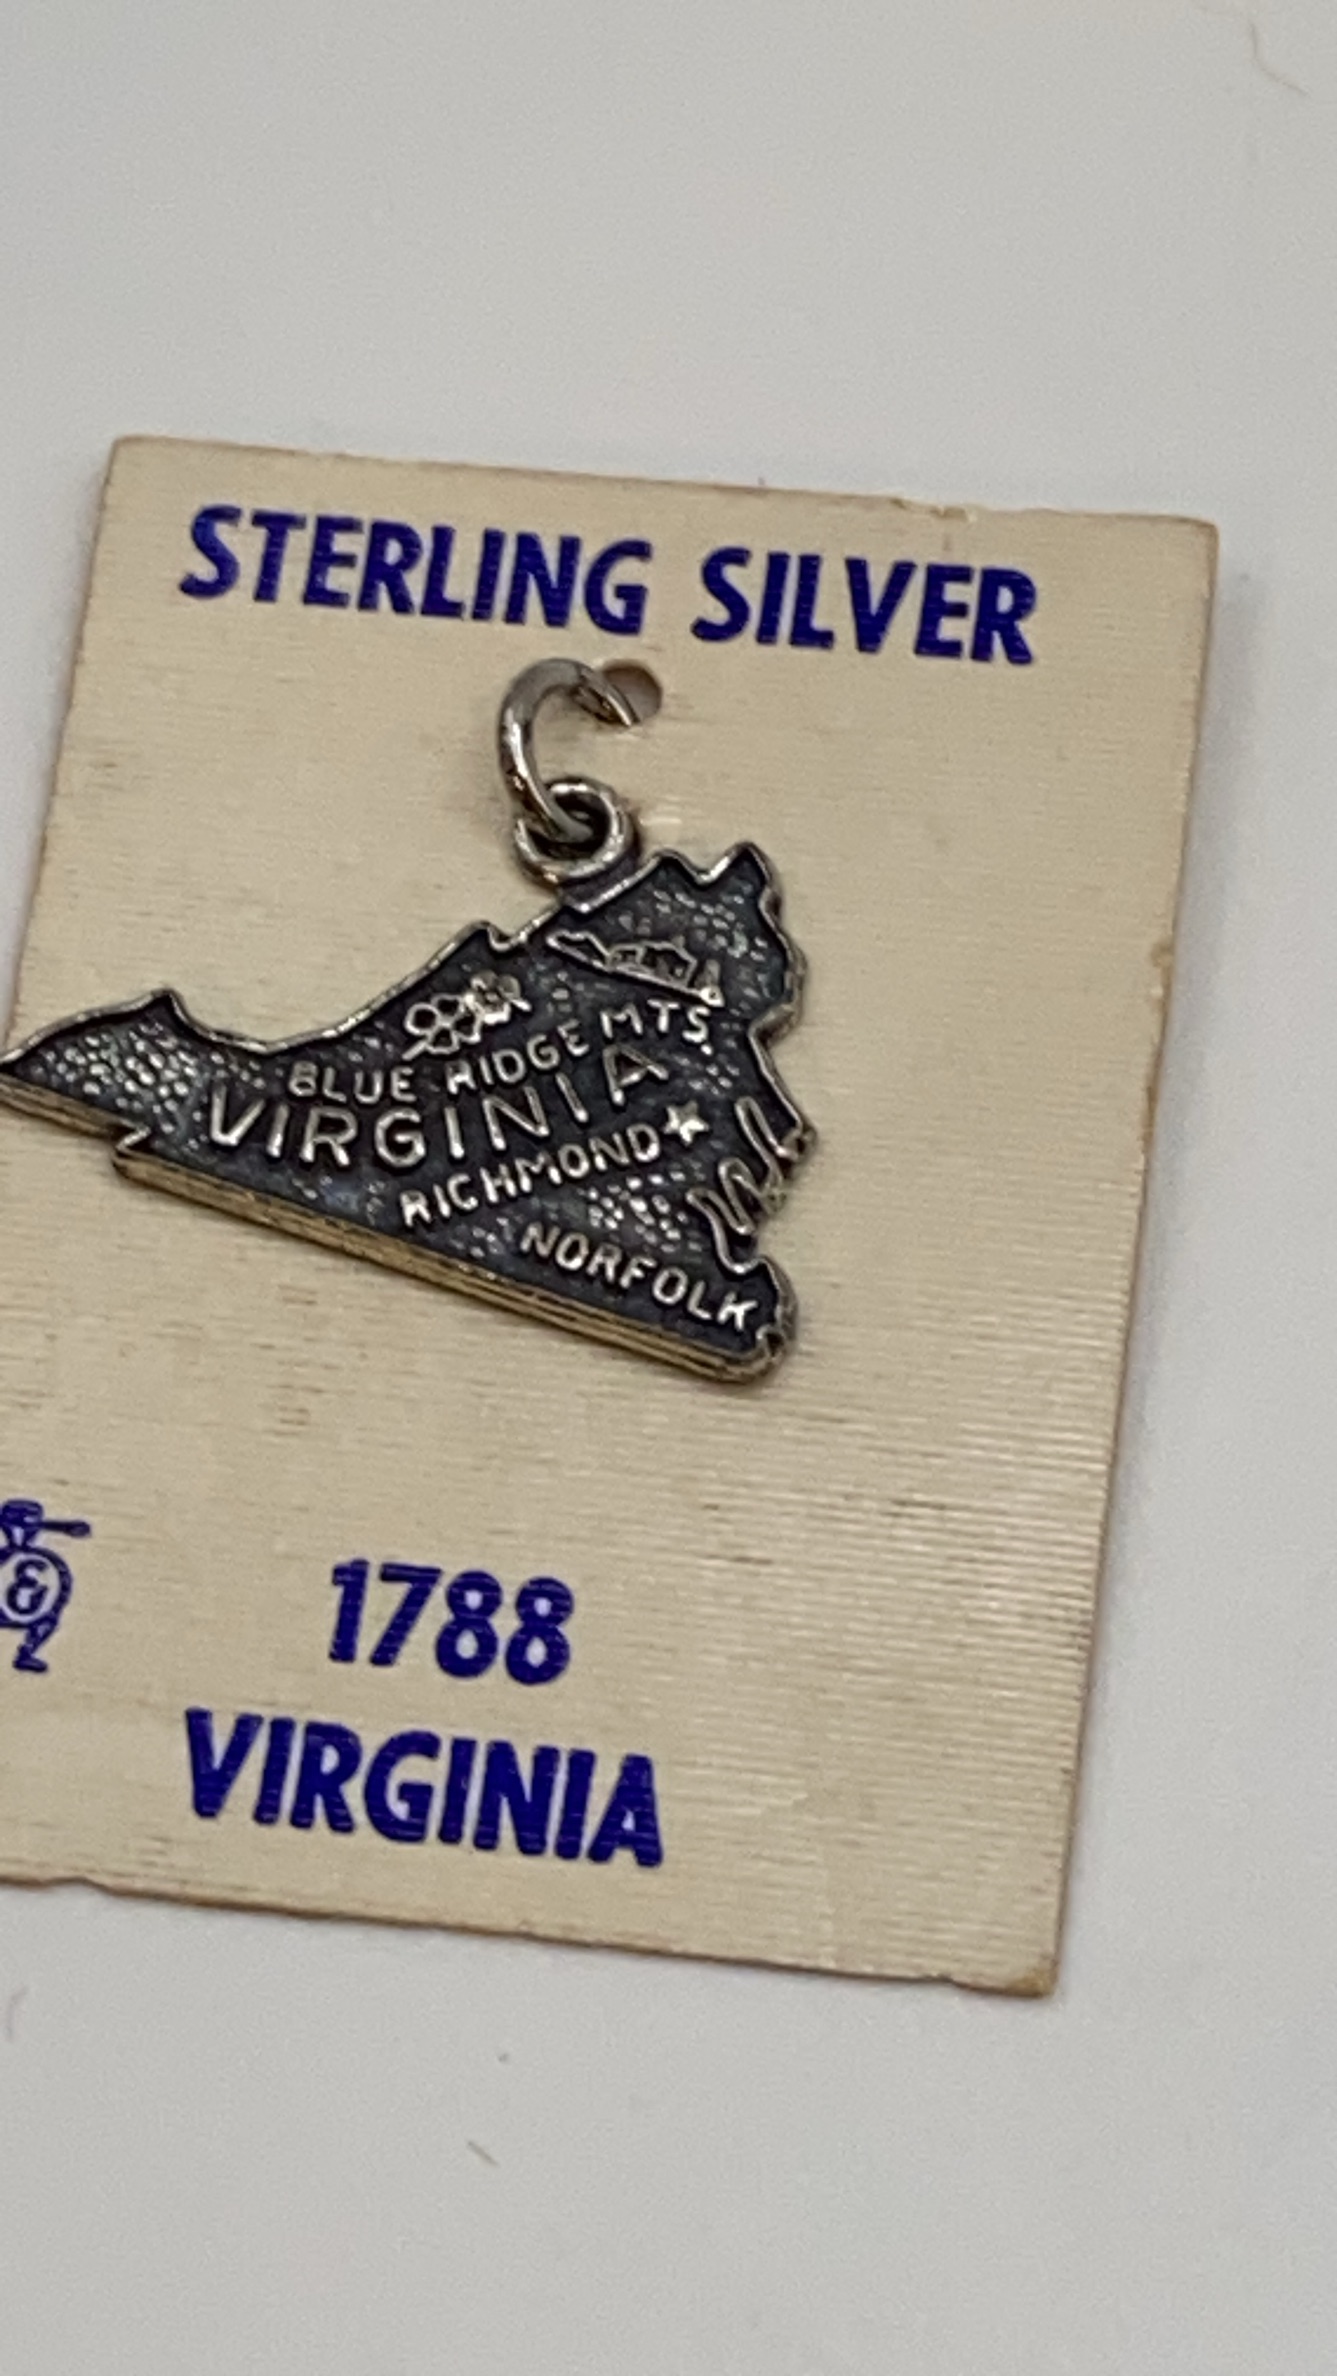 STERLING SILVER
BLUE RIDGE MTS.
VIRGINIA
RICHMOND
NORFOLK
&
1788
VIRGINIA